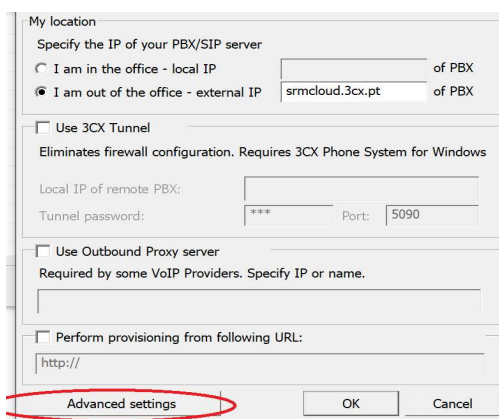 My location
Specify the IP of your PBX/SIP server
I am in the office - local IP of PBX
I am out of the office - external IP srmcloud.3cx.pt of PBX
Use 3CX Tunnel
Eliminates firewall configuration. Requires 3CX Phone System for Windows
Local IP of remote PBX:
Tunnel password: *** Port: 5090
Use Outbound Proxy server
Required by some VoIP Providers. Specify IP or name.
Perform provisioning from following URL:
http://
Advanced settings OK Cancel